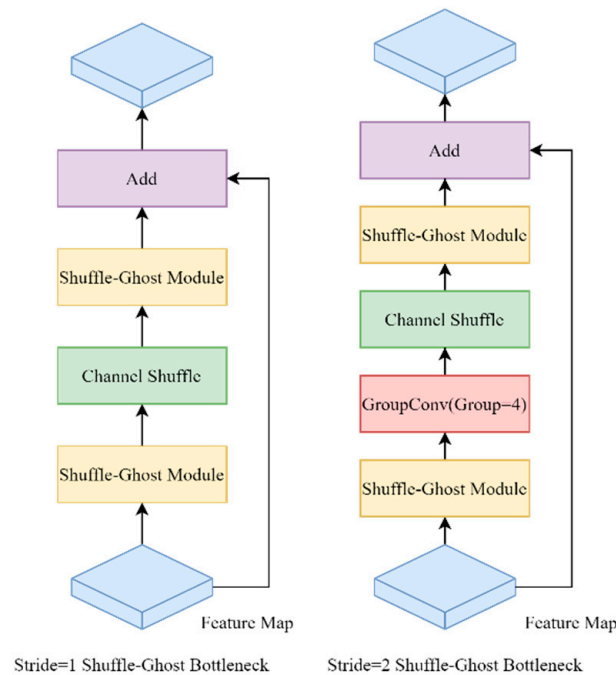 Add
Shuffle-Ghost Module
Channel Shuffle
Shuffle-Ghost Module
Feature Map
Stride=1 Shuffle-Ghost Bottleneck
Add
Shuffle-Ghost Module
Channel Shuffle
GroupConv(Group=4)
Shuffle-Ghost Module
Feature Map
Stride=2 Shuffle-Ghost Bottleneck